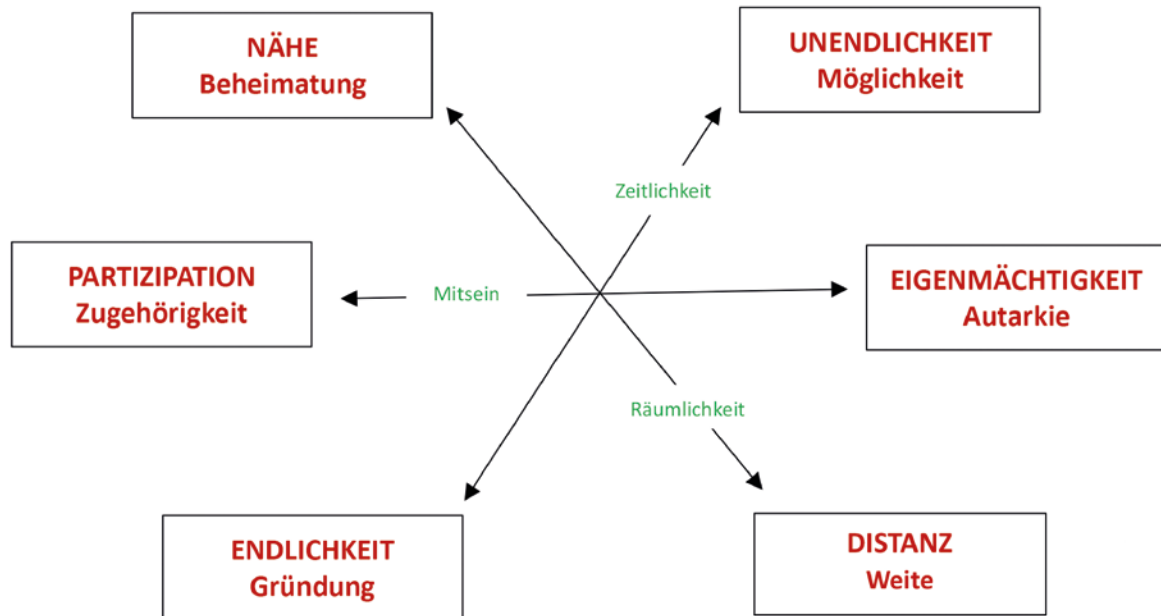 NÄHE
Beheimatung
UNENDLICHKEIT
Möglichkeit
Zeitlichkeit
PARTIZIPATION
Zugehörigkeit
Mitsein
EIGENMÄCHTIGKEIT
Autarkie
Räumlichkeit
ENDLICHKEIT
Gründung
DISTANZ
Weite